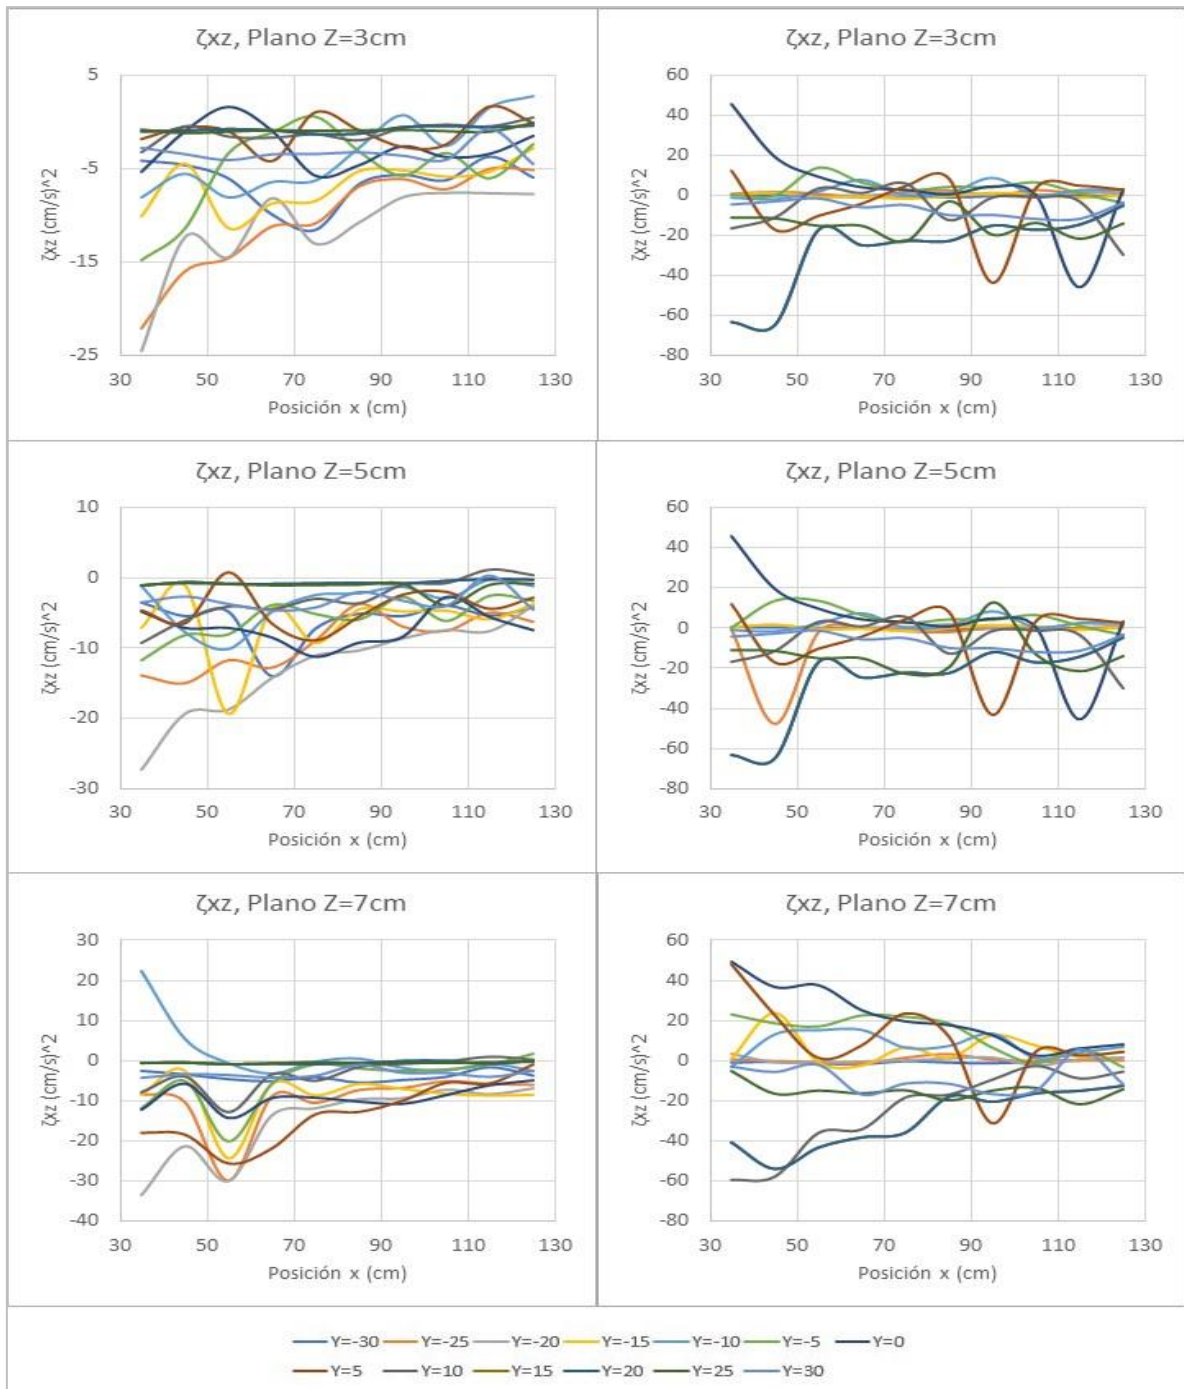 ζxz, Plano Z=3cm
5
-5
-15
-25
ζxz (cm/s)^2
30 50 70 90 110 130
Posición x (cm)
ζxz, Plano Z=3cm
60
40
20
0
-20
-40
-60
-80
ζxz (cm/s)^2
30 50 70 90 110 130
Posición x (cm)
ζxz, Plano Z=5cm
10
0
-10
-20
-30
ζxz (cm/s)^2
30 50 70 90 110 130
Posición x (cm)
ζxz, Plano Z=5cm
60
40
20
0
-20
-40
-60
-80
ζxz (cm/s)^2
30 50 70 90 110 130
Posición x (cm)
ζxz, Plano Z=7cm
30
20
10
0
-10
-20
-30
-40
ζxz (cm/s)^2
30 50 70 90 110 130
Posición x (cm)
ζxz, Plano Z=7cm
60
40
20
0
-20
-40
-60
-80
ζxz (cm/s)^2
30 50 70 90 110 130
Posición x (cm)
Y=-30 Y=-25 Y=-20 Y=-15 Y=-10 Y=-5 Y=0
Y=5 Y=10 Y=15 Y=20 Y=25 Y=30